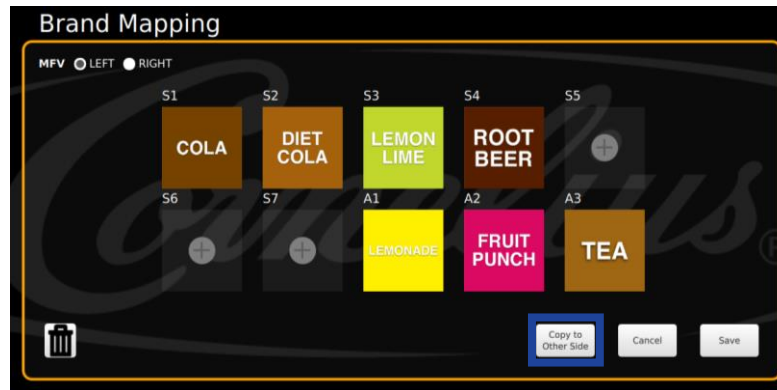 Brand Mapping
MFV LEFT RIGHT
S1 S2 S3 S4 S5
COLA
DIET
COLA
LEMON
LIME
ROOT
BEER
S6 S7 A1 A2 A3
LEMONADE
FRUIT
PUNCH
TEA
Cornelius
Copy to
Other Side
Cancel
Save